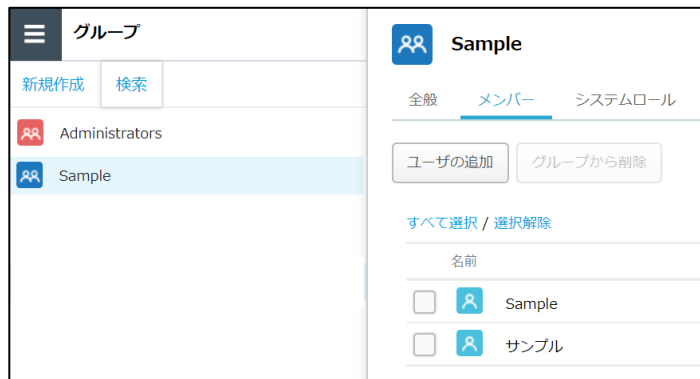 グループ
新規作成 検索
Administrators
Sample
Sample
全般 メンバー システムロール
ユーザの追加 グループから削除
すべて選択 / 選択解除
名前
Sample
サンプル